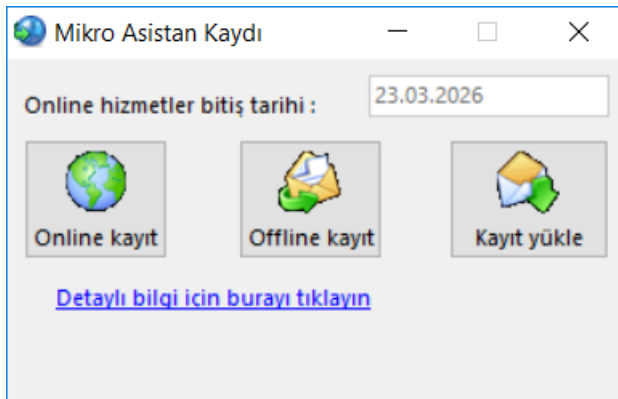 Mikro Asistan Kaydı
Online hizmetler bitiş tarihi : 23.03.2026
Online kayıt Offline kayıt Kayıt yükle
Detaylı bilgi için burayı tıklayın